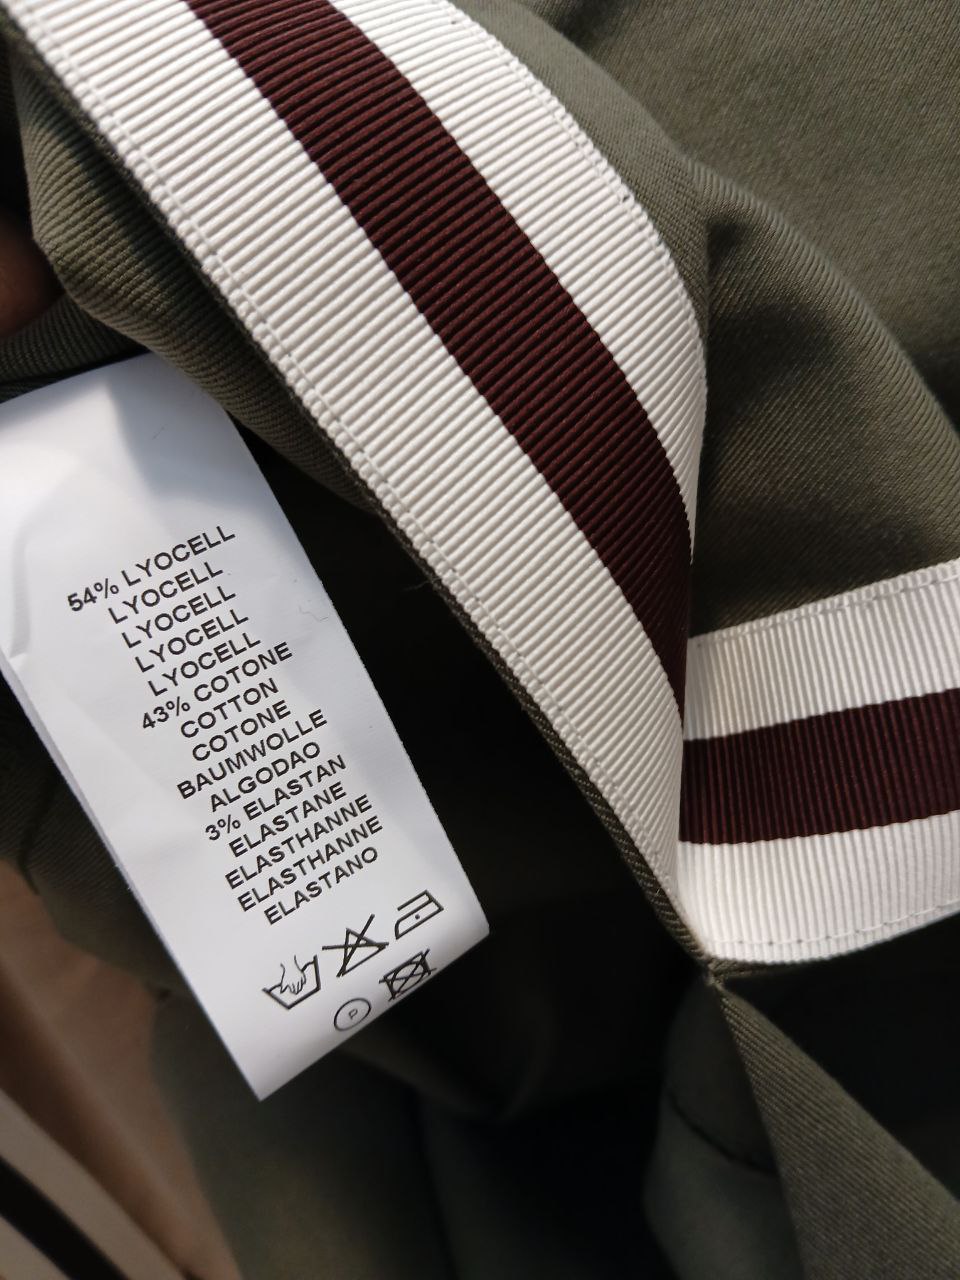 54% LYOCELL
LYOCELL
LYOCELL
LYOCELL
LYOCELL
43% COTONE
COTTON
COTONE
BAUMWOLLE
ALGODAO
3% ELASTAN
ELASTANE
ELASTHANNE
ELASTHANNE
ELASTANO
P